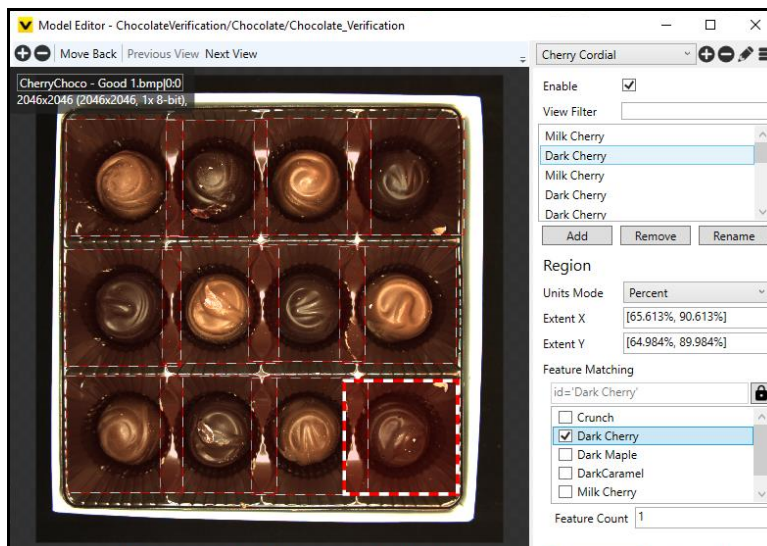 Model Editor - ChocolateVerification/Chocolate/Chocolate_Verification
Move Back Previous View Next View
CherryChoco - Good 1.bmp|0:0
2046x2046 (2046x2046, 1x 8-bit),
Cherry Cordial
Enable
View Filter
Milk Cherry
Dark Cherry
Milk Cherry
Dark Cherry
Dark Cherry
Add Remove Rename
Region
Units Mode Percent
Extent X [65.613%, 90.613%]
Extent Y [64.984%, 89.984%]
Feature Matching
id='Dark Cherry'
Crunch
Dark Cherry
Dark Maple
DarkCaramel
Milk Cherry
Feature Count 1